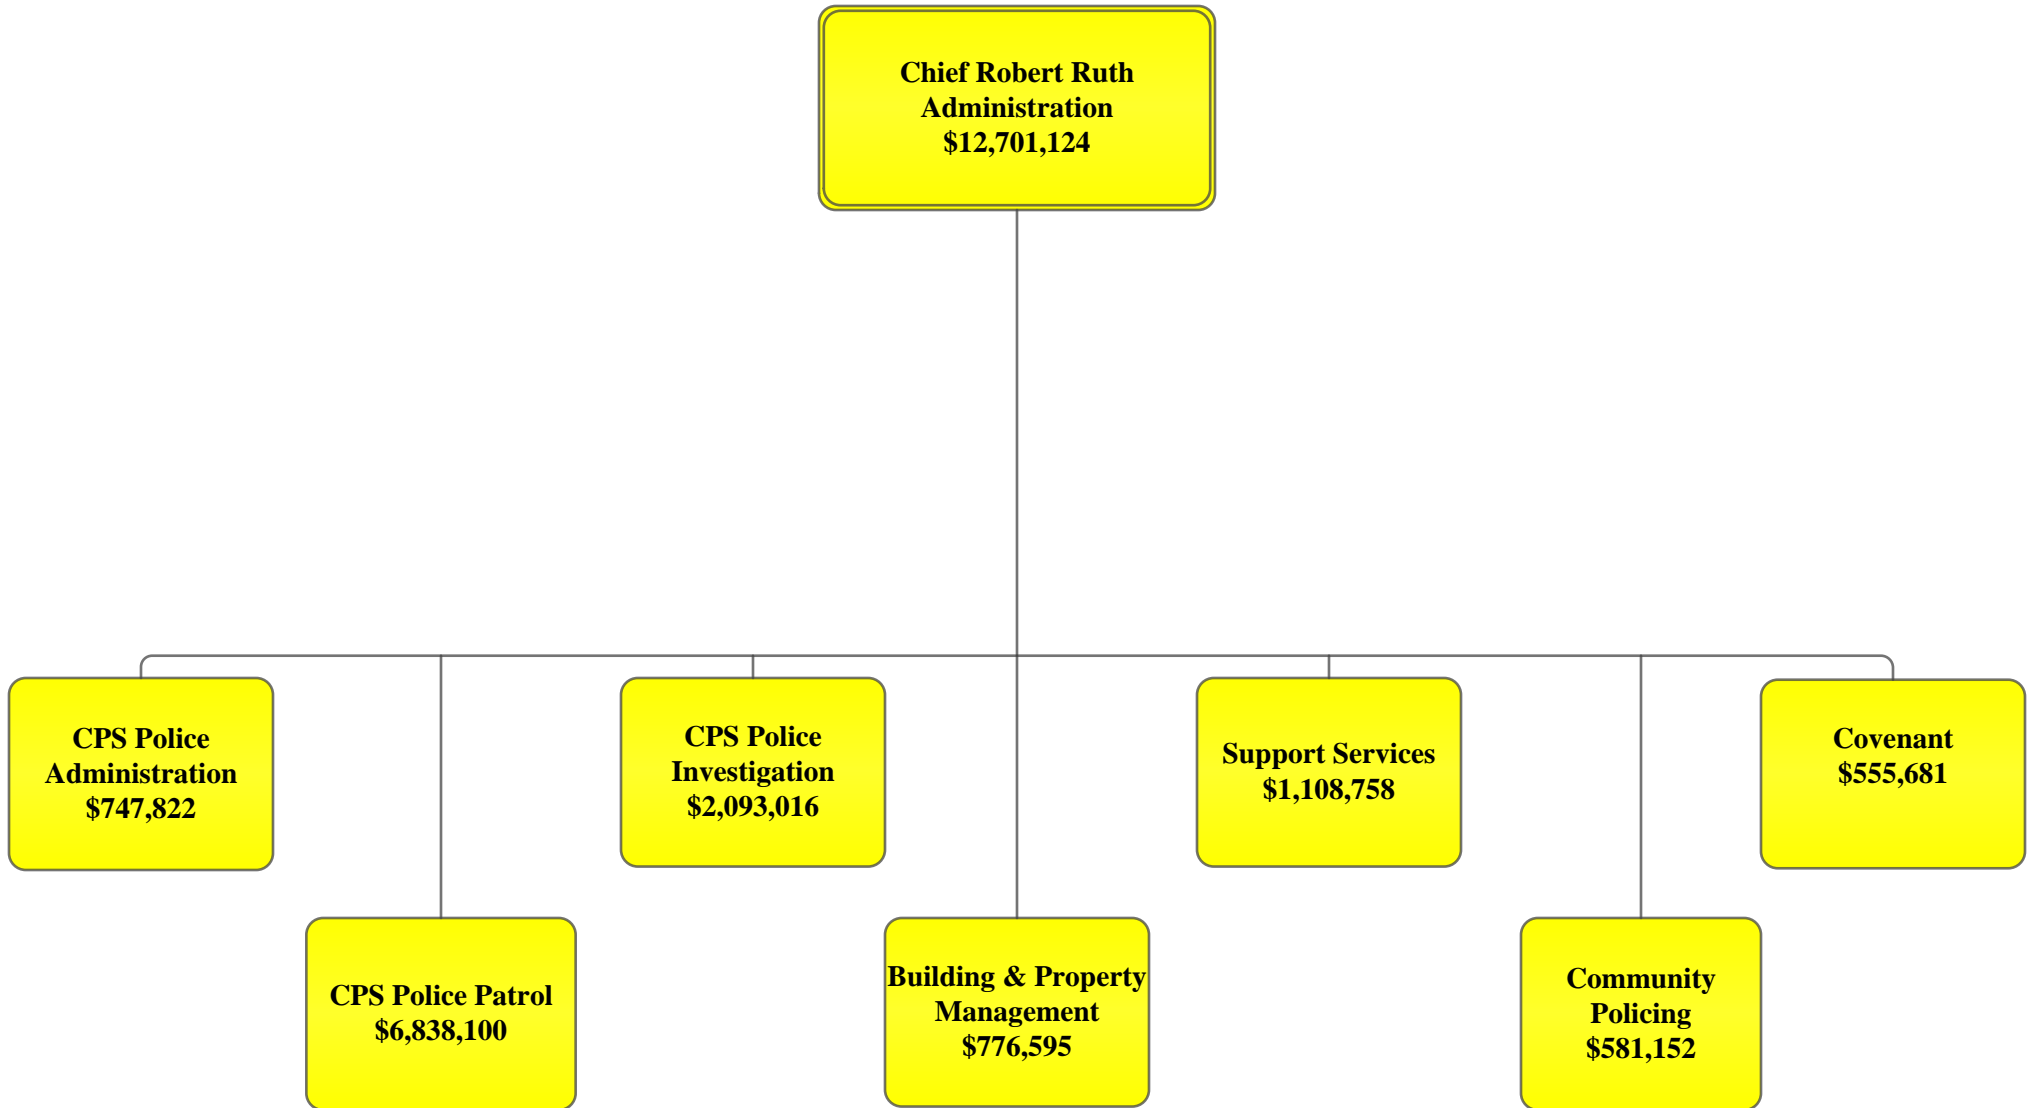 Chief Robert Ruth
Administration
$12,701,124
CPS Police
Administration
$747,822
CPS Police Patrol
$6,838,100
CPS Police
Investigation
$2,093,016
Building & Property
Management
$776,595
Support Services
$1,108,758
Community
Policing
$581,152
Covenant
$555,681